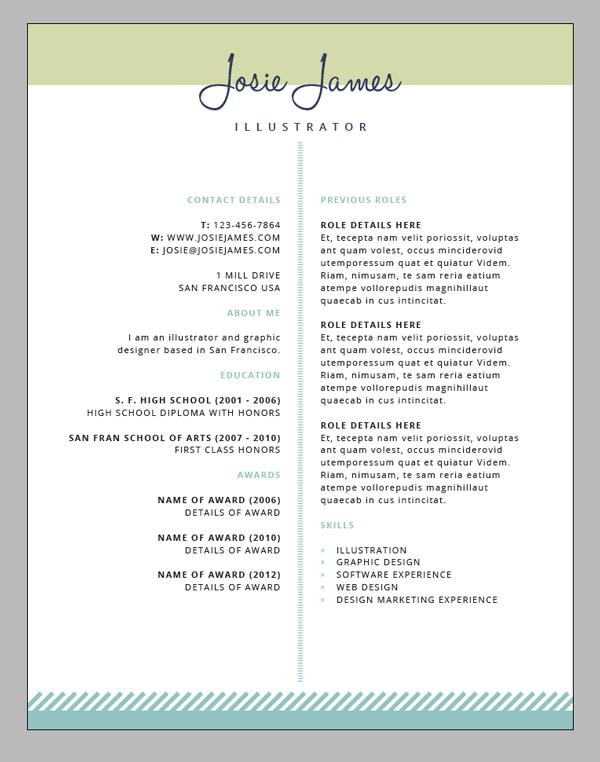 Josie James
ILLUSTRATOR
CONTACT DETAILS
T: 123-456-7864
W: WWW.JOSIEJAMES.COM
E: JOSIE@JOSIEJAMES.COM
1 MILL DRIVE
SAN FRANCISCO USA
ABOUT ME
I am an illustrator and graphic
designer based in San Francisco.
EDUCATION
S. F. HIGH SCHOOL (2001 - 2006)
HIGH SCHOOL DIPLOMA WITH HONORS
SAN FRAN SCHOOL OF ARTS (2007 - 2010)
FIRST CLASS HONORS
AWARDS
NAME OF AWARD (2006)
DETAILS OF AWARD
NAME OF AWARD (2010)
DETAILS OF AWARD
NAME OF AWARD (2012)
DETAILS OF AWARD
PREVIOUS ROLES
ROLE DETAILS HERE
Et, tecepta nam velit poriossit, voluptas
ant quam volest, occus minciderovid
utemporessum quat et quiatur Videm.
Riam, nimusam, te sam reria eatium
atempe vollorepudis magnihillaut
quaecab in cus intincitat.
ROLE DETAILS HERE
Et, tecepta nam velit poriossit, voluptas
ant quam volest, occus minciderovid
utemporessum quat et quiatur Videm.
Riam, nimusam, te sam reria eatium
atempe vollorepudis magnihillaut
quaecab in cus intincitat.
ROLE DETAILS HERE
Et, tecepta nam velit poriossit, voluptas
ant quam volest, occus minciderovid
utemporessum quat et quiatur Videm.
Riam, nimusam, te sam reria eatium
atempe vollorepudis magnihillaut
quaecab in cus intincitat.
SKILLS
» ILLUSTRATION
» GRAPHIC DESIGN
» SOFTWARE EXPERIENCE
» WEB DESIGN
» DESIGN MARKETING EXPERIENCE